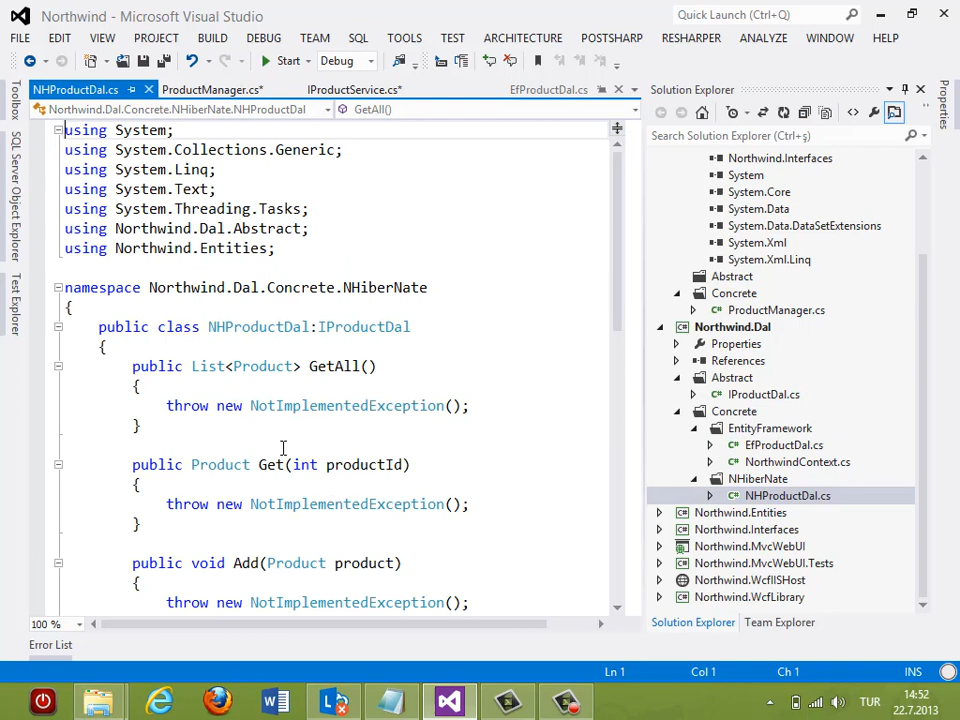 Northwind - Microsoft Visual Studio
Quick Launch (Ctrl+Q)
FILE EDIT VIEW PROJECT BUILD DEBUG TEAM SQL TOOLS TEST ARCHITECTURE POSTSHARP RESHARPER ANALYZE WINDOW HELP
Start Debug
NHProductDal.cs ProductManager.cs* IProductService.cs* EfProductDal.cs
Northwind.Dal.Concrete.NHiberNate.NHProductDal GetAll()
Toolbox
SQL Server Object Explorer
Test Explorer
using System;
using System.Collections.Generic;
using System.Linq;
using System.Text;
using System.Threading.Tasks;
using Northwind.Dal.Abstract;
using Northwind.Entities;
namespace Northwind.Dal.Concrete.NHiberNate
{
public class NHProductDal:IProductDal
{
public List<Product> GetAll()
{
throw new NotImplementedException();
}
public Product Get(int productId)
{
throw new NotImplementedException();
}
public void Add(Product product)
{
throw new NotImplementedException();
100 %
Solution Explorer
Search Solution Explorer (Ctrl+ş)
Northwind.Interfaces
System
System.Core
System.Data
System.Data.DataSetExtensions
System.Xml
System.Xml.Linq
Abstract
Concrete
ProductManager.cs
Northwind.Dal
Properties
References
Abstract
IProductDal.cs
Concrete
EntityFramework
EfProductDal.cs
NorthwindContext.cs
NHiberNate
NHProductDal.cs
Northwind.Entities
Northwind.Interfaces
Northwind.MvcWebUI
Northwind.MvcWebUI.Tests
Northwind.WcfIISHost
Northwind.WcfLibrary
Solution Explorer Team Explorer
Properties
Error List
Ln 1 Col 1 Ch 1 INS
TUR
14:52
22.7.2013